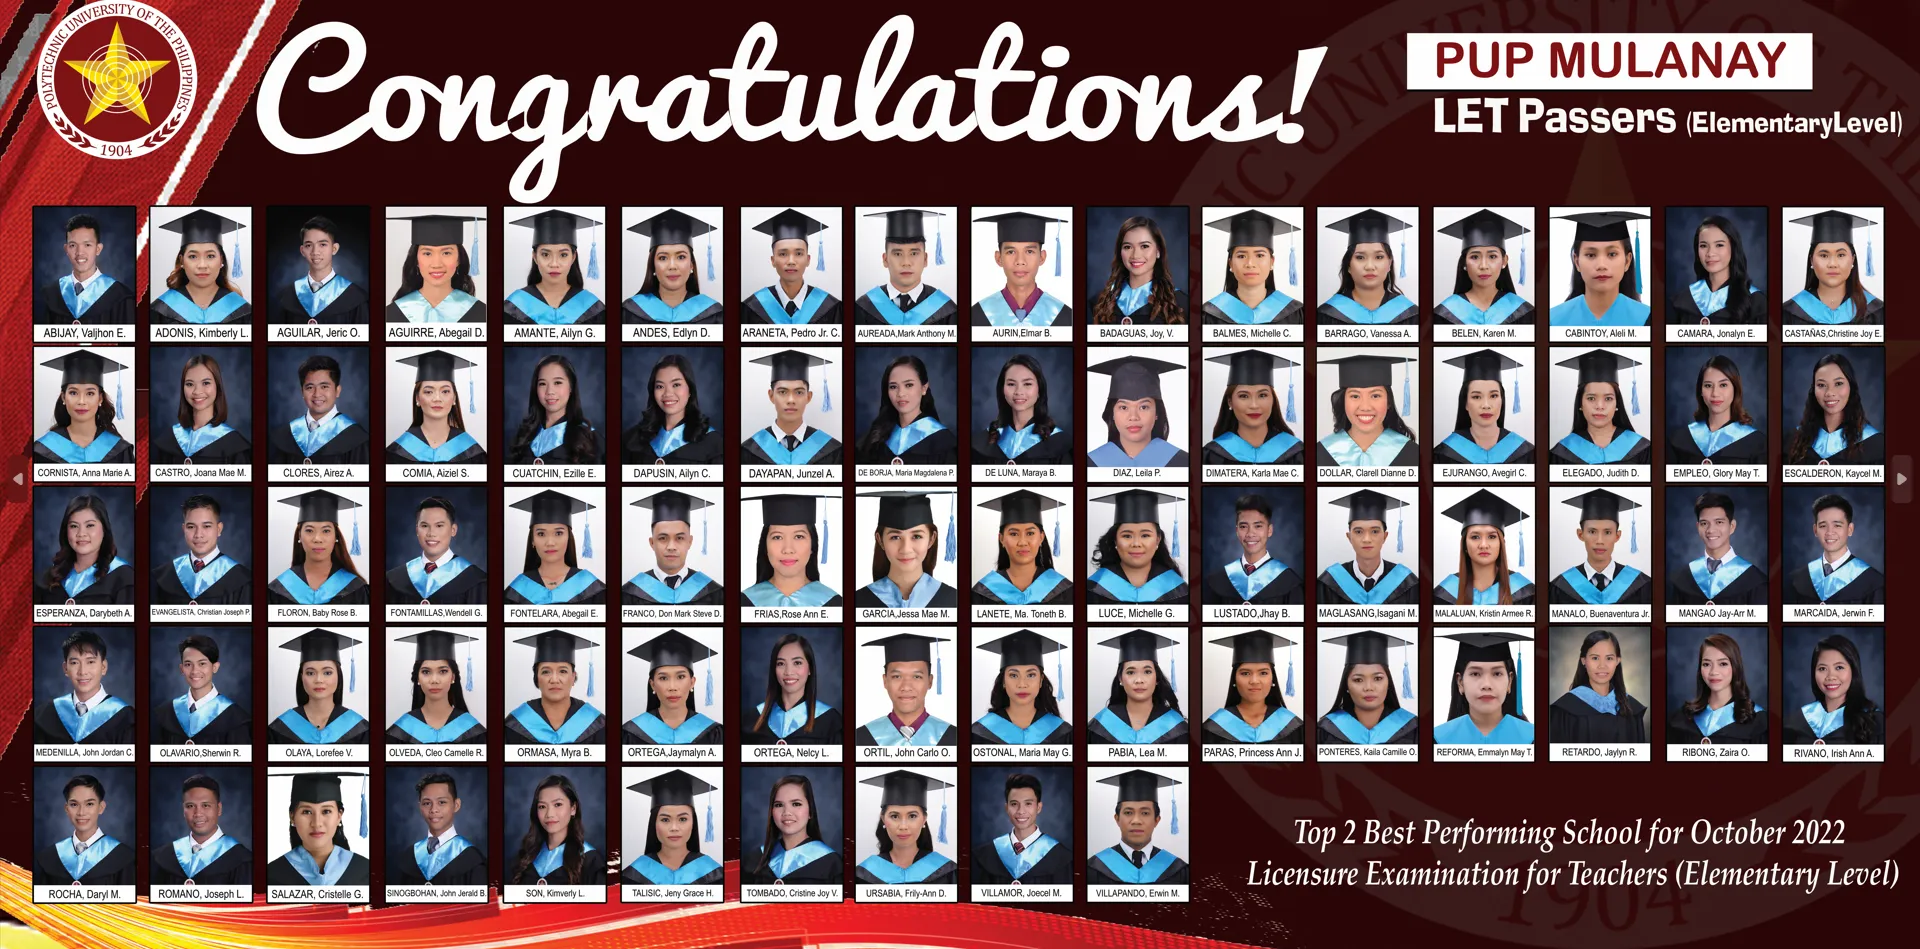 POLYTECHNIC UNIVERSITY OF THE PHILIPPINES
1904
Congratulations!
PUP MULANAY
LET Passers (ElementaryLevel)
ABIJAY, Valjhon E.
ADONIS, Kimberly L.
AGUILAR, Jeric O.
AGUIRRE, Abegail D.
AMANTE, Ailyn G.
ANDES, Edlyn D.
ARANETA, Pedro Jr. C.
AUREADA,Mark Anthony M.
AURIN,Elmar B.
BADAGUAS, Joy, V.
BALMES, Michelle C.
BARRAGO, Vanessa A.
BELEN, Karen M.
CABINTOY, Aleli M.
CAMARA, Jonalyn E.
CASTAÑAS,Christine Joy E.
CORNISTA, Anna Marie A.
CASTRO, Joana Mae M.
CLORES, Airez A.
COMIA, Aiziel S.
CUATCHIN, Ezille E.
DAPUSIN, Ailyn C.
DAYAPAN, Junzel A.
DE BORJA, Maria Magdalena P.
DE LUNA, Maraya B.
DIAZ, Leila P.
DIMATERA, Karla Mae C.
DOLLAR, Clarell Dianne D.
EJURANGO, Avegirl C.
ELEGADO, Judith D.
EMPLEO, Glory May T.
ESCALDERON, Kaycel M.
ESPERANZA, Darybeth A.
EVANGELISTA, Christian Joseph P.
FLORON, Baby Rose B.
FONTAMILLAS,Wendell G.
FONTELARA, Abegail E.
FRANCO, Don Mark Steve D.
FRIAS,Rose Ann E.
GARCIA,Jessa Mae M.
LANETE, Ma. Toneth B.
LUCE, Michelle G.
LUSTADO,Jhay B.
MAGLASANG,Isagani M.
MALALUAN, Kristin Armee R.
MANALO, Buenaventura Jr.
MANGAO Jay-Arr M.
MARCAIDA, Jerwin F.
MEDENILLA, John Jordan C.
OLAVARIO,Sherwin R.
OLAYA, Lorefee V.
OLVEDA, Cleo Camelle R.
ORMASA, Myra B.
ORTEGA,Jaymalyn A.
ORTEGA, Nelcy L.
ORTIL, John Carlo O.
OSTONAL, Maria May G.
PABIA, Lea M.
PARAS, Princess Ann J.
PONTERES, Kaila Camille O.
REFORMA, Emmalyn May T.
RETARDO, Jaylyn R.
RIBONG, Zaira O.
RIVANO, Irish Ann A.
ROCHA, Daryl M.
ROMANO, Joseph L.
SALAZAR, Cristelle G.
SINOGBOHAN, John Jerald B.
SON, Kimverly L.
TALISIC, Jeny Grace H.
TOMBADO, Cristine Joy V.
URSABIA, Frily-Ann D.
VILLAMOR, Joecel M.
VILLAPANDO, Erwin M.
Top 2 Best Performing School for October 2022
Licensure Examination for Teachers (Elementary Level)
1904